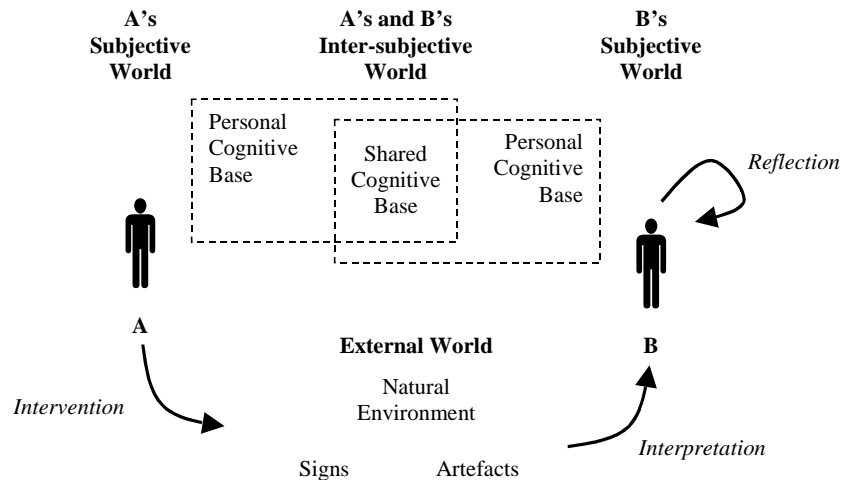 A's
Subjective
World
A's and B's
Inter-subjective
World
B's
Subjective
World
Personal
Cognitive
Base
Shared
Cognitive
Base
Personal
Cognitive
Base
Reflection
A
External World
B
Natural
Environment
Intervention
Interpretation
Signs
Artefacts